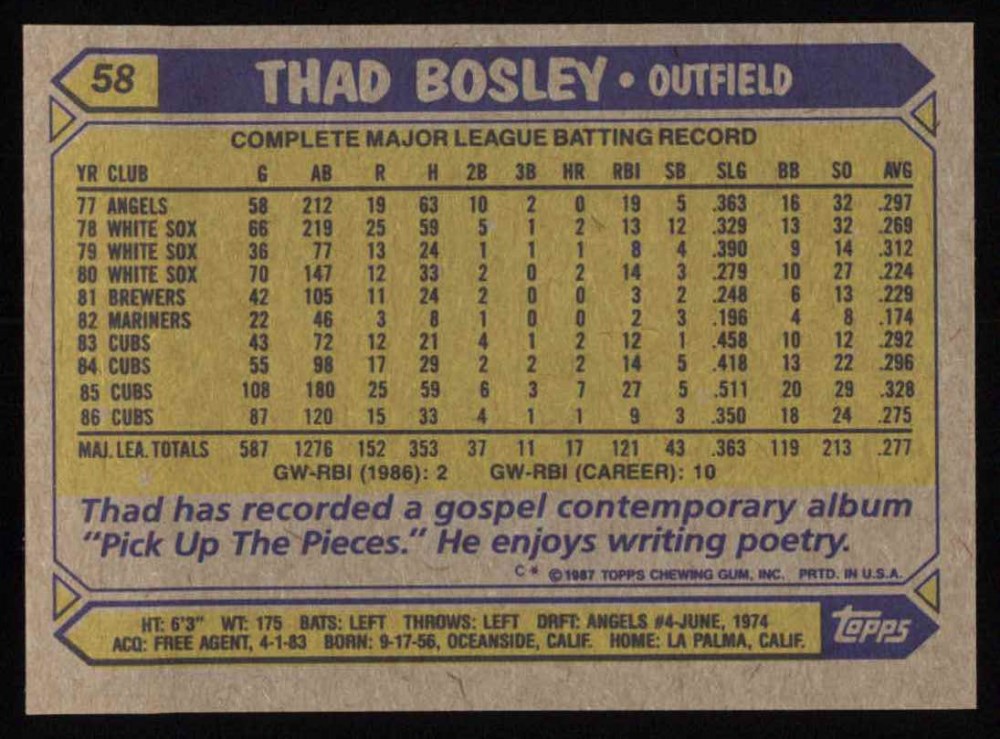 58 THAD BOSLEY • OUTFIELD
COMPLETE MAJOR LEAGUE BATTING RECORD
YR CLUB G AB R H 2B 3B HR RBI SB SLG BB SO AVG
77 ANGELS 58 212 19 63 10 2 0 19 5 .363 16 32 .297
78 WHITE SOX 66 219 25 59 5 1 2 13 12 .329 13 32 .269
79 WHITE SOX 36 77 13 24 1 1 1 8 4 .390 9 14 .312
80 WHITE SOX 70 147 12 33 2 0 2 14 3 .279 10 27 .224
81 BREWERS 42 105 11 24 2 0 0 3 2 .248 6 13 .229
82 MARINERS 22 46 3 8 1 0 0 2 3 .196 4 8 .174
83 CUBS 43 72 12 21 4 1 2 12 1 .458 10 12 .292
84 CUBS 55 98 17 29 2 2 2 14 5 .418 13 22 .296
85 CUBS 108 180 25 59 6 3 7 27 5 .511 20 29 .328
86 CUBS 87 120 15 33 4 1 1 9 3 .350 18 24 .275
MAJ. LEA. TOTALS 587 1276 152 353 37 11 17 121 43 .363 119 213 .277
GW-RBI (1986): 2 GW-RBI (CAREER): 10
Thad has recorded a gospel contemporary album
"Pick Up The Pieces." He enjoys writing poetry.
C* ©1987 TOPPS CHEWING GUM, INC. PRTD. IN U.S.A.
HT: 6'3" WT: 175 BATS: LEFT THROWS: LEFT DRFT: ANGELS #4-JUNE, 1974
ACQ: FREE AGENT, 4-1-83 BORN: 9-17-56, OCEANSIDE, CALIF. HOME: LA PALMA, CALIF.
Topps